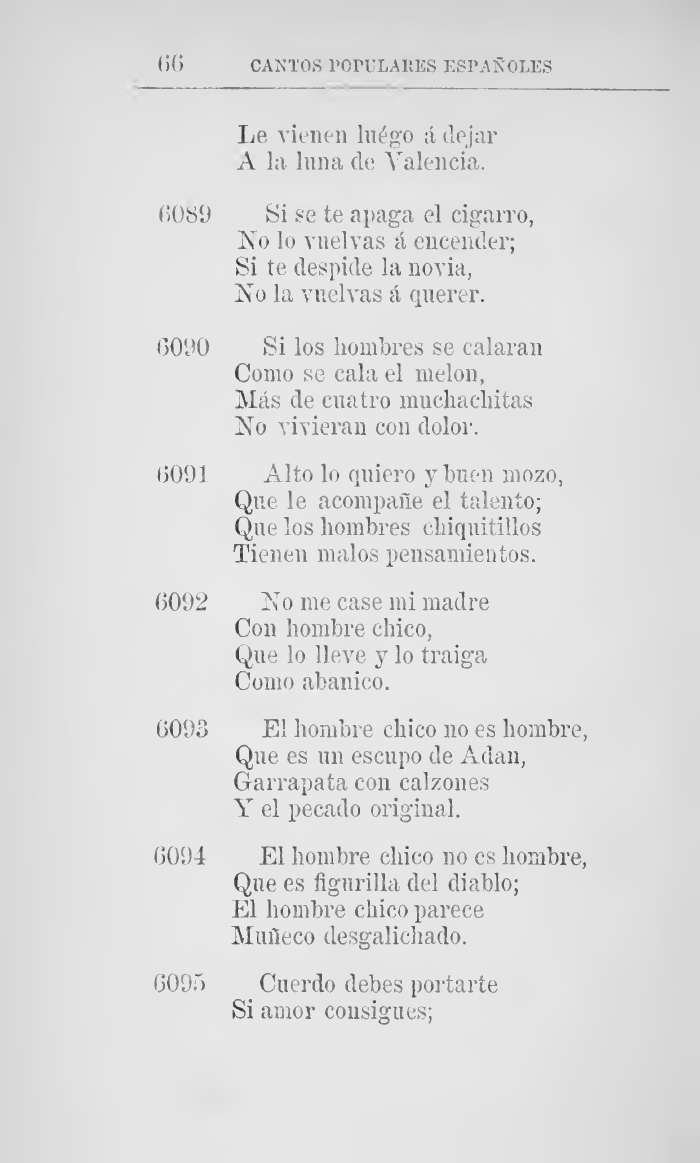 66 CANTOS POPULARES ESPAÑOLES
Le vienen luégo á dejar
A la luna de Valencia.
6089 Si se te apaga el cigarro,
No lo vuelvas á encender;
Si te despide la novia,
No la vuelvas á querer.
6090 Si los hombres se calaran
Como se cala el melon,
Más de cuatro muchachitas
No vivieran con dolor.
6091 Alto lo quiero y buen mozo,
Que le acompañe el talento;
Que los hombres chiquitillos
Tienen malos pensamientos.
6092 No me case mi madre
Con hombre chico,
Que lo lleve y lo traiga
Como abanico.
6093 El hombre chico no es hombre,
Que es un escupo de Adan,
Garrapata con calzones
Y el pecado original.
6094 El hombre chico no es hombre,
Que es figurilla del diablo;
El hombre chico parece
Muñeco desgalichado.
6095 Cuerdo debes portarte
Si amor consigues;